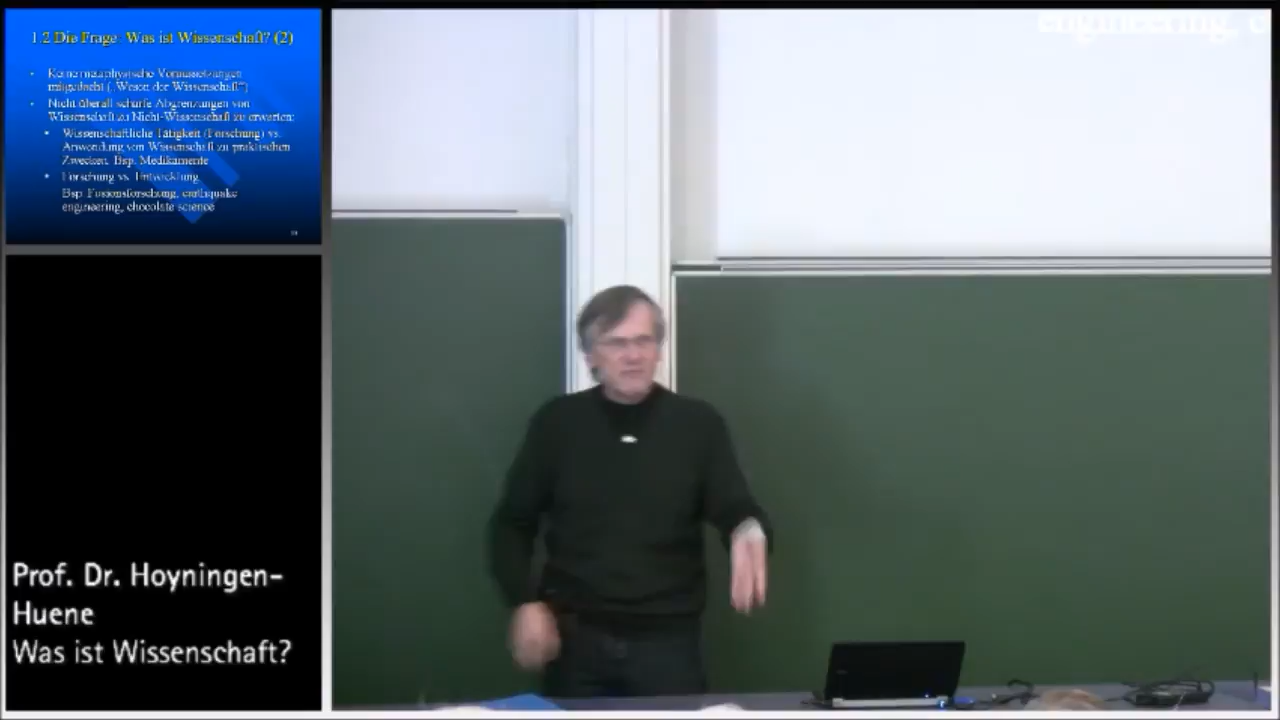 1.2 Die Frage: Was ist Wissenschaft? (2)
Keine metaphysische Voraussetzungen
mitgedacht („Wesen der Wissenschaft“)
Nicht überall scharfe Abgrenzungen von
Wissenschaft zu Nicht-Wissenschaft zu erwarten:
Wissenschaftliche Tätigkeit (Forschung) vs.
Anwendung von Wissenschaft zu praktischen
Zwecken. Bsp. Medikamente
Forschung vs. Entwicklung.
Bsp. Fusionsforschung, earthquake
engineering, chocolate science
engineering, c
Prof. Dr. Hoyningen-
Huene
Was ist Wissenschaft?